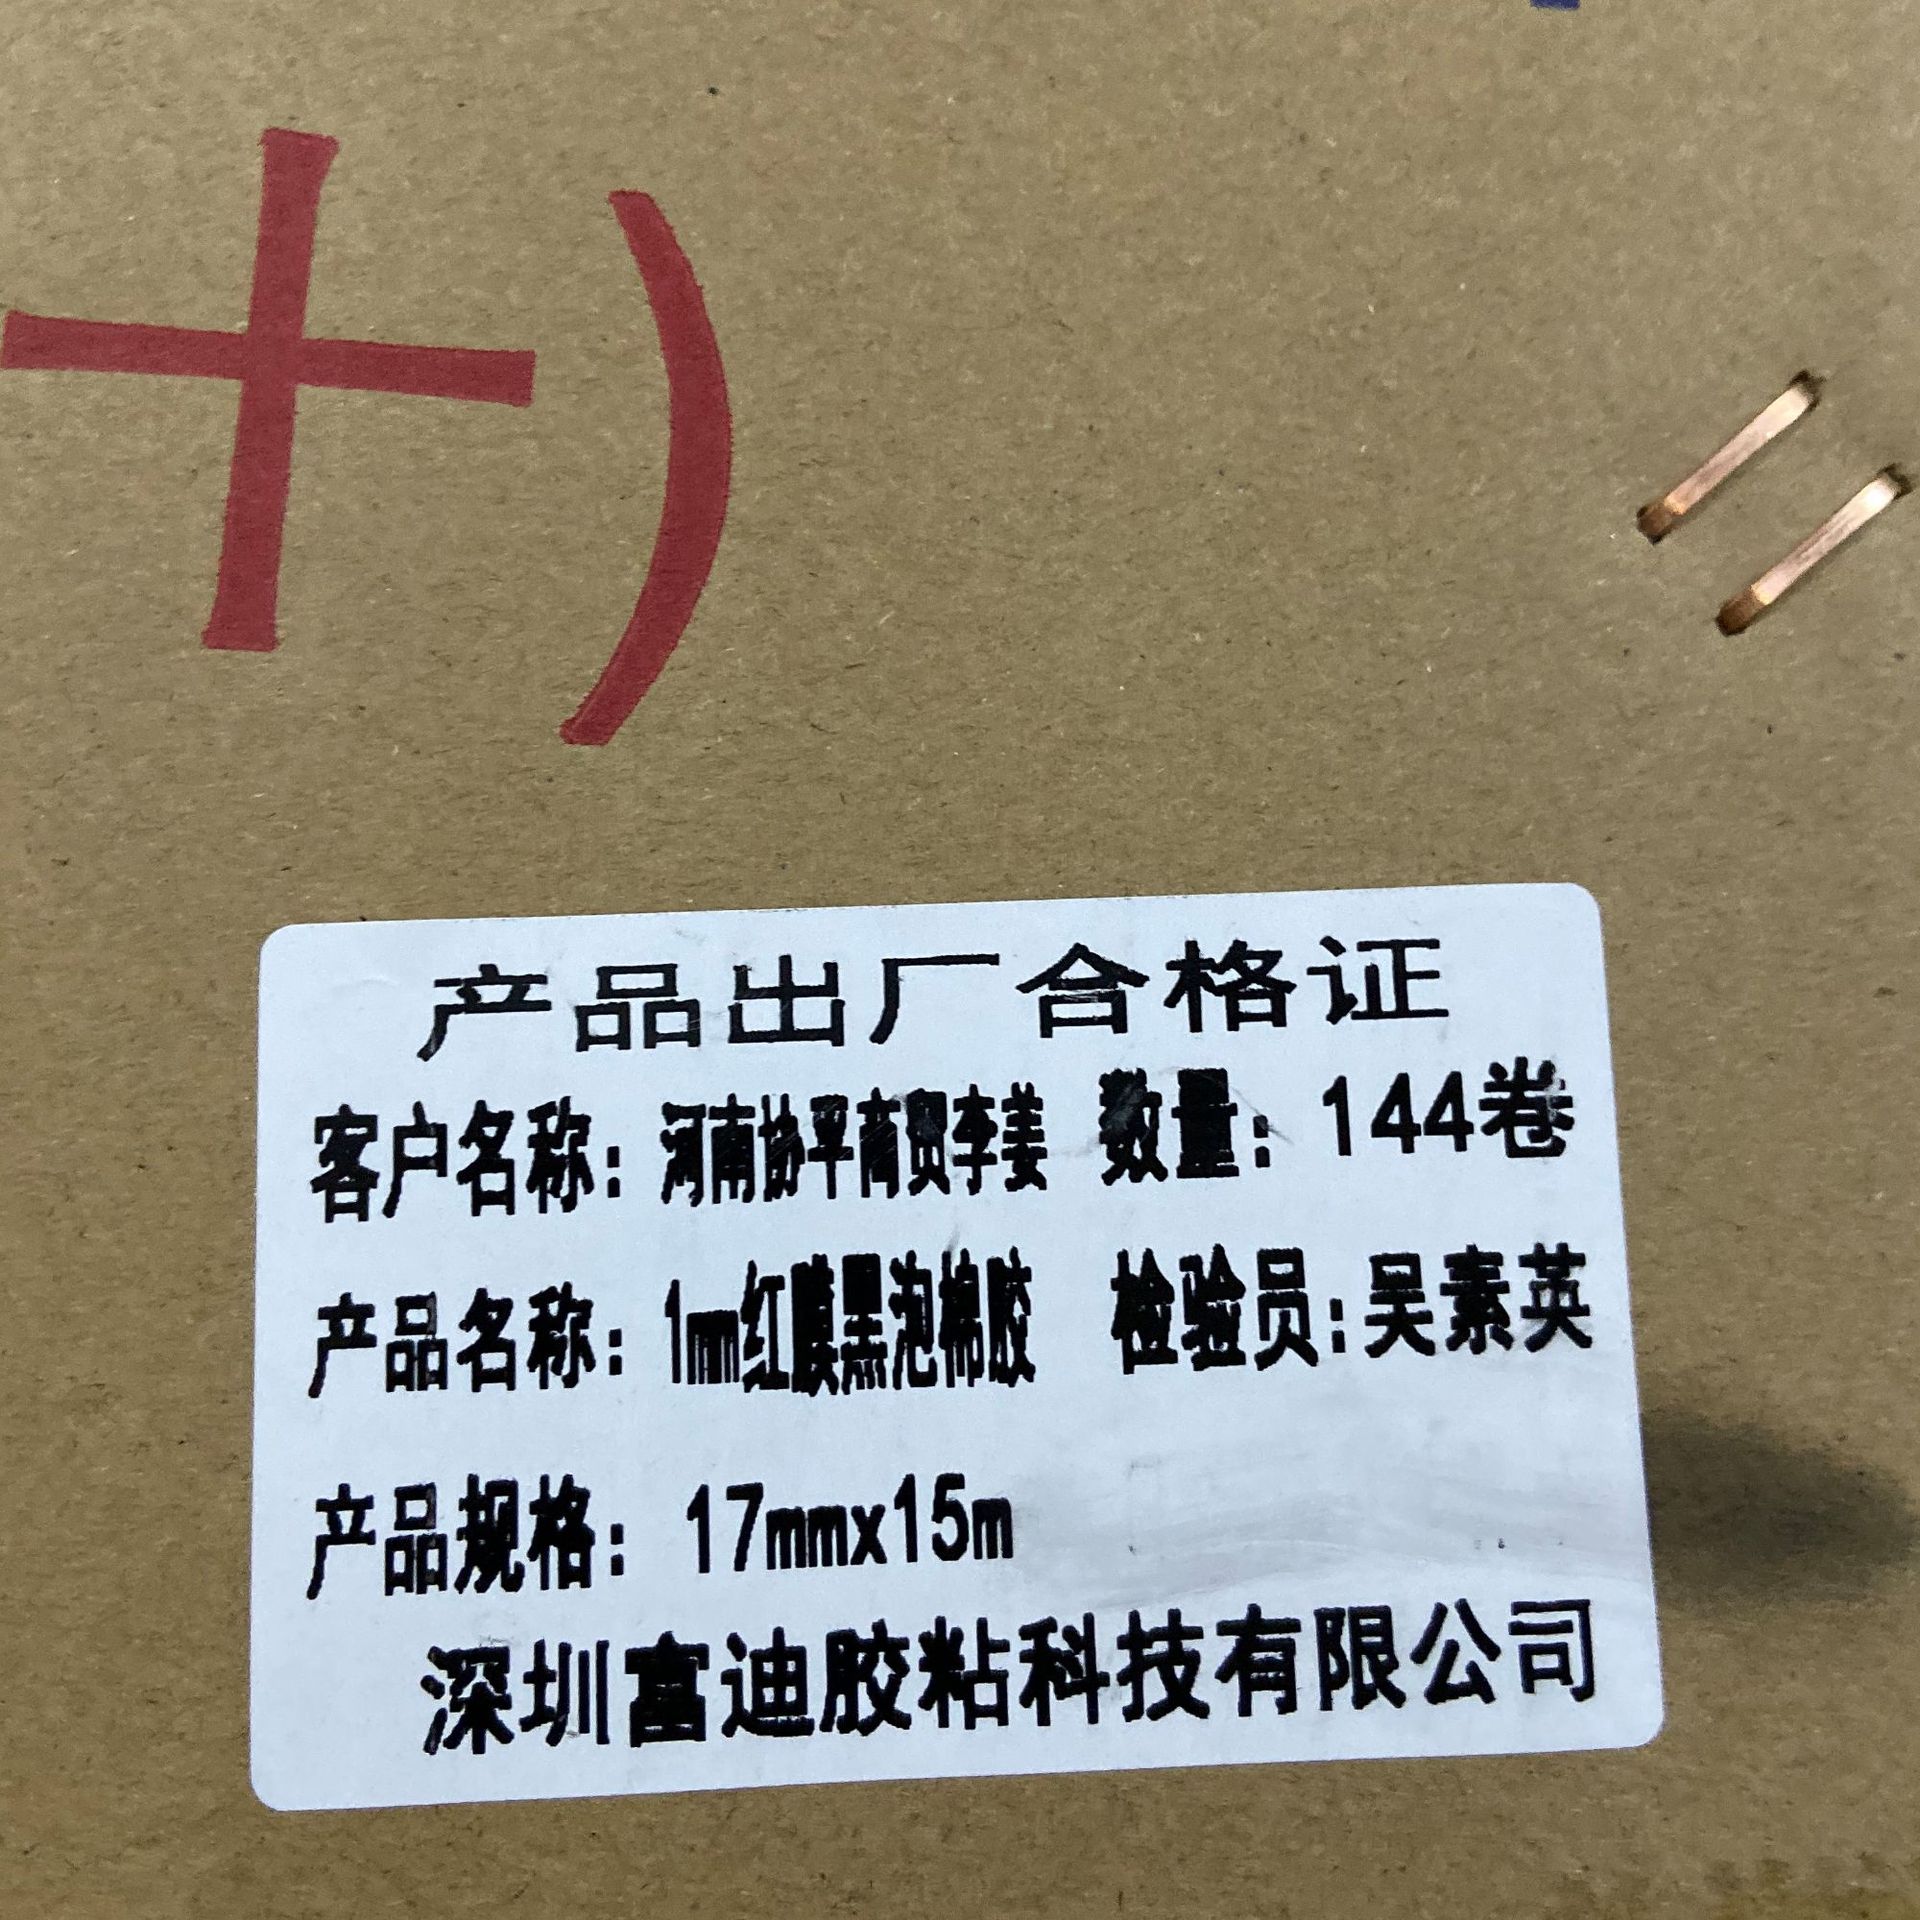 十)
产品出厂合格证
客户名称：河南协平商贸李姜 数量：144卷
产品名称：1mm红膜黑泡棉胶 检验员：吴素英
产品规格：17mmx15m
深圳富迪胶粘科技有限公司